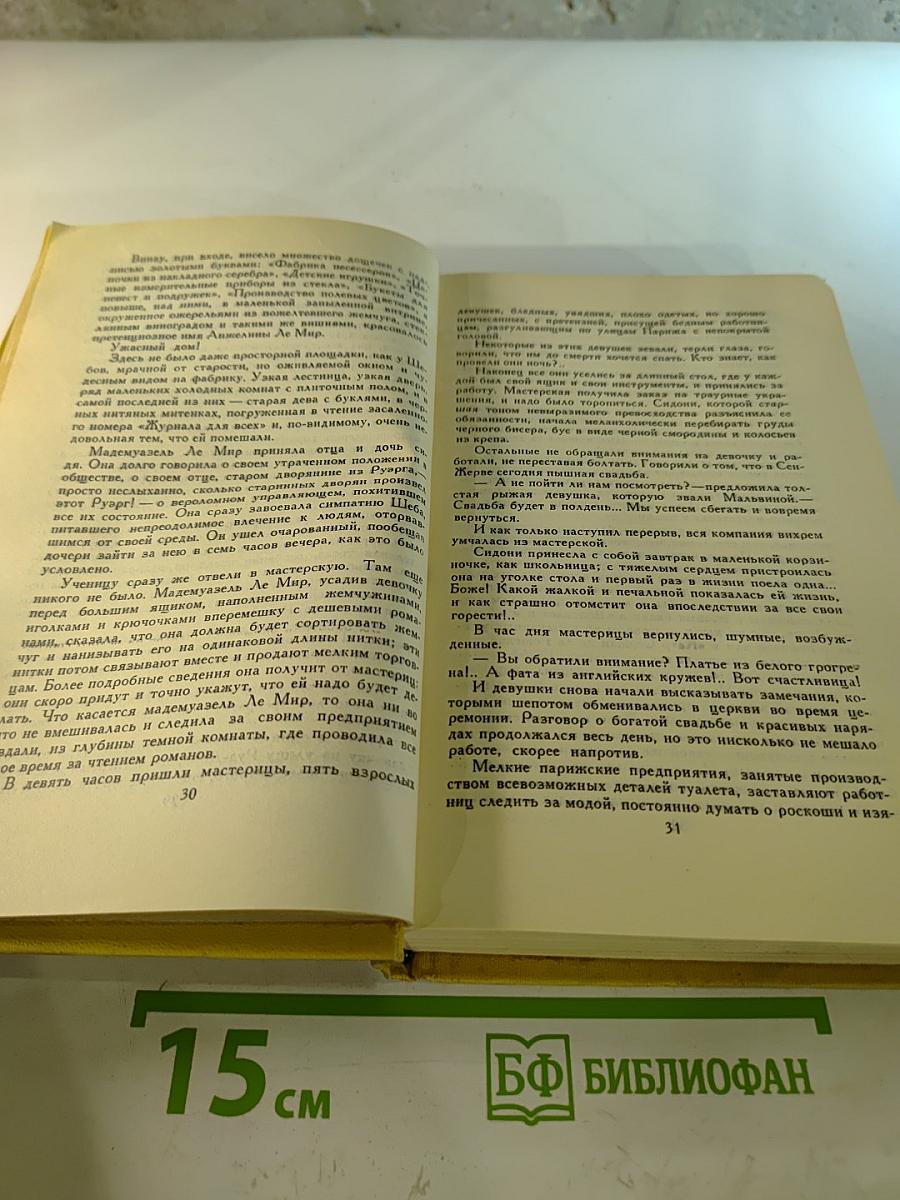 Внизу, при входе, висело множество дощечек с над-
писью золотыми буквами: «Фабрика несессеров», «Це-
почки из накладного серебра», «Детские игрушки», «Точ-
ные измерительные приборы из стекла», «Букеты для
невест и подружек», «Производство полевых цветов», а
повыше, над ними, в маленькой запыленной витрине,
окруженное ожерельями из пожелтевшего жемчуга, стек-
лянным виноградом и такими же вишнями, красовалось
претенциозное имя Анжелины Ле Мир.
Ужасный дом!
Здесь не было даже просторной площадки, как у Ше-
бов, мрачной от старости, но оживляемой окном и чу-
десным видом на фабрику. Узкая лестница, узкая дверь,
ряд маленьких холодных комнат с плиточным полом, и в
самой последней из них — старая дева с буклями, в чер-
ных нитяных митенках, погруженная в чтение засаленно-
го номера «Журнала для всех» и, по-видимому, очень не-
довольная тем, что ей помешали.
Мадемуазель Ле Мир приняла отца и дочь си-
дя. Она долго говорила о своем утраченном положении в
обществе, о своем отце, старом дворянине из Руэрга,—
просто неслыханно, сколько старинных дворян произвел
этот Руэрг! — о вероломном управляющем, похитившем
все их состояние. Она сразу завоевала симпатию Шеба,
питавшего непреодолимое влечение к людям, оторвав-
шимся от своей среды. Он ушел очарованный, пообещав
дочери зайти за нею в семь часов вечера, как это было
условлено.
Ученицу сразу же отвели в мастерскую. Там еще
никого не было. Мадемуазель Ле Мир, усадив девочку
перед большим ящиком, наполненным жемчужинами,
иголками и крючочками вперемешку с дешевыми рома-
нами, сказала, что она должна будет сортировать жем-
чуг и нанизывать его на одинаковой длины нитки; эти
нитки потом связывают вместе и продают мелким торгов-
цам. Более подробные сведения она получит от мастериц:
они скоро придут и точно укажут, что ей надо будет де-
лать. Что касается мадемуазель Ле Мир, то она ни во
что не вмешивалась и следила за своим предприятием
здали, из глубины темной комнаты, где проводила все
ое время за чтением романов.
В девять часов пришли мастерицы, пять взрослых
30
девушек, бледных, увядших, плохо одетых, но хорошо
причесанных, с претензией, присущей бедным работни-
цам, разгуливающим по улицам Парижа с непокрытой
головой.
Некоторые из этих девушек зевали, терли глаза, го-
ворили, что им до смерти хочется спать. Кто знает, как
провели они ночь?..
Наконец все они уселись за длинный стол, где у каж-
дой был свой ящик и свои инструменты, и принялись за
работу. Мастерская получила заказ на траурные укра-
шения, и надо было торопиться. Сидони, которой стар-
шая тоном невыразимого превосходства разъяснила ее
обязанности, начала меланхолически перебирать груды
черного бисера, бус в виде черной смородины и колосьев
из крепа.
Остальные не обращали внимания на девочку и ра-
ботали, не переставая болтать. Говорили о том, что в Сен-
Жерве сегодня пышная свадьба.
— А не пойти ли нам посмотреть? — предложила тол-
стая рыжая девушка, которую звали Мальвиной.—
Свадьба будет в полдень... Мы успеем сбегать и вовремя
вернуться.
И как только наступил перерыв, вся компания вихрем
умчалась из мастерской.
Сидони принесла с собой завтрак в маленькой корзи-
ночке, как школьница; с тяжелым сердцем пристроилась
она на уголке стола и первый раз в жизни поела одна...
Боже! Какой жалкой и печальной показалась ей жизнь,
и как страшно отомстит она впоследствии за все свои
горести!..
В час дня мастерицы вернулись, шумные, возбуж-
денные.
— Вы обратили внимание? Платье из белого грогре-
на!.. А фата из английских кружев!.. Вот счастливица!
И девушки снова начали высказывать замечания, ко-
торыми шепотом обменивались в церкви во время це-
ремонии. Разговор о богатой свадьбе и красивых наря-
дах продолжался весь день, но это нисколько не мешало
работе, скорее напротив.
Мелкие парижские предприятия, занятые производ-
ством всевозможных деталей туалета, заставляют работ-
ниц следить за модой, постоянно думать о роскоши и изя-
31
15 см
БФ БИБЛИОФАН